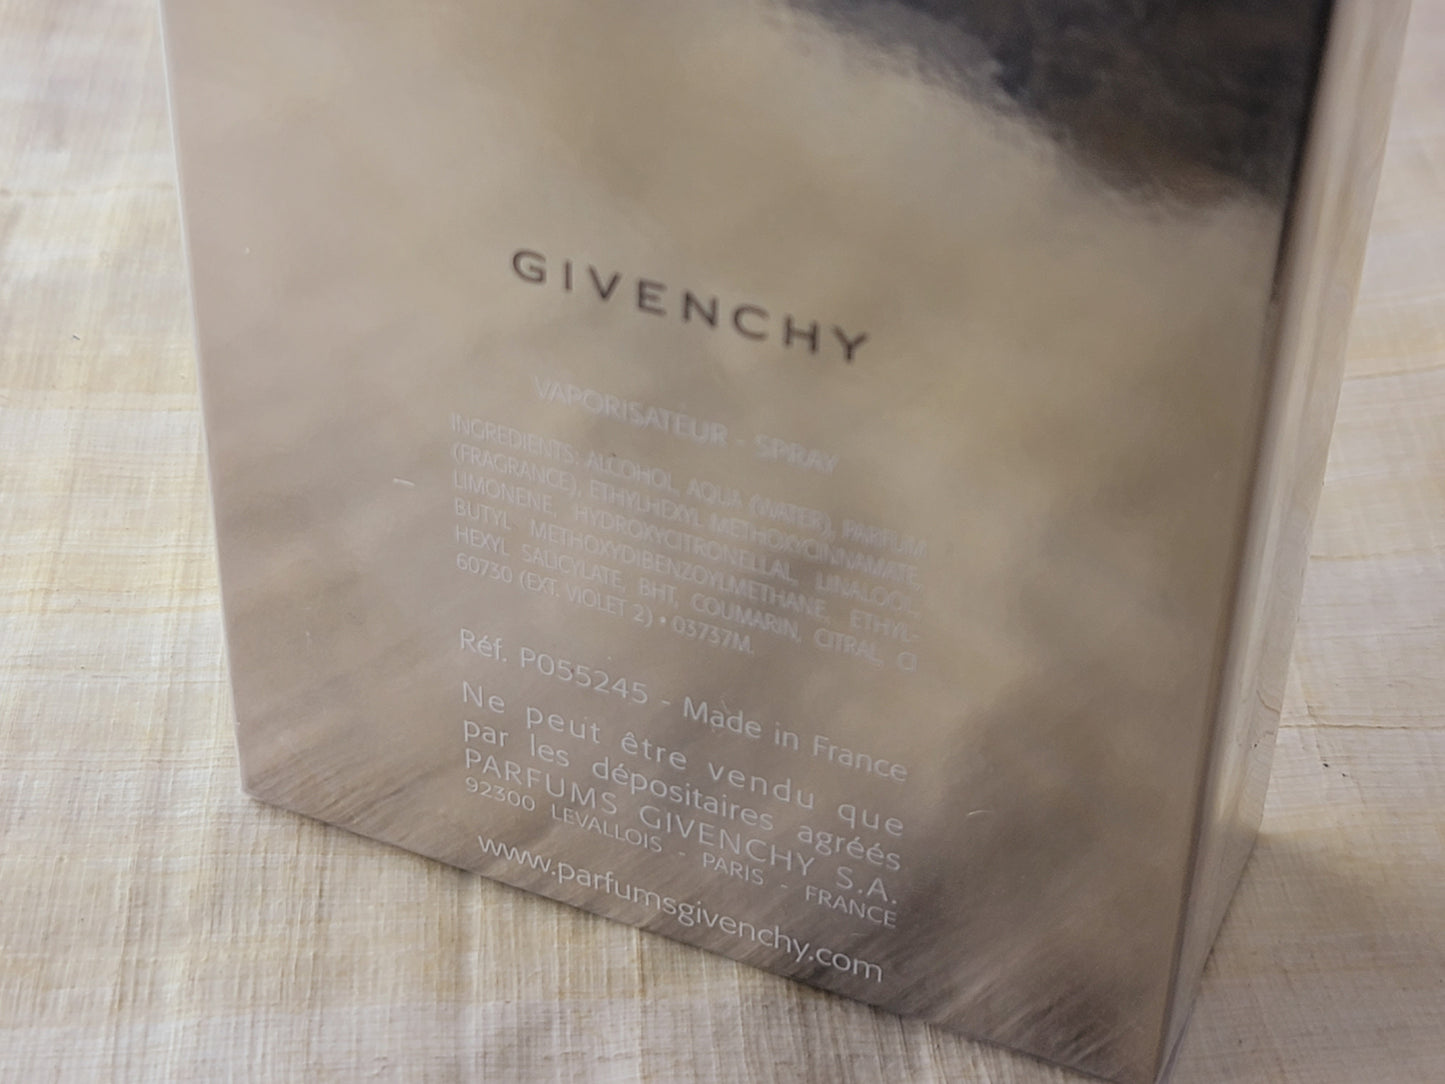 GIVENCHY
VAPORISATEUR - SPRAY
INGREDIENTS: ALCOHOL, AQUA (WATER), PARFUM
(FRAGRANCE), ETHYLHEXYL METHOXYCINNAMATE,
LIMONENE, HYDROXYCITRONELLAL, LINALOOL,
BUTYL METHOXYDIBENZOYLMETHANE, ETHYL-
HEXYL SALICYLATE, BHT, COUMARIN, CITRAL, CI
60730 (EXT. VIOLET 2) • 03737M.
Réf. P055245 - Made in France
Ne peut être vendu que
par les dépositaires agréés
PARFUMS GIVENCHY S.A.
92300 LEVALLOIS - PARIS - FRANCE
www.parfumsgivenchy.com